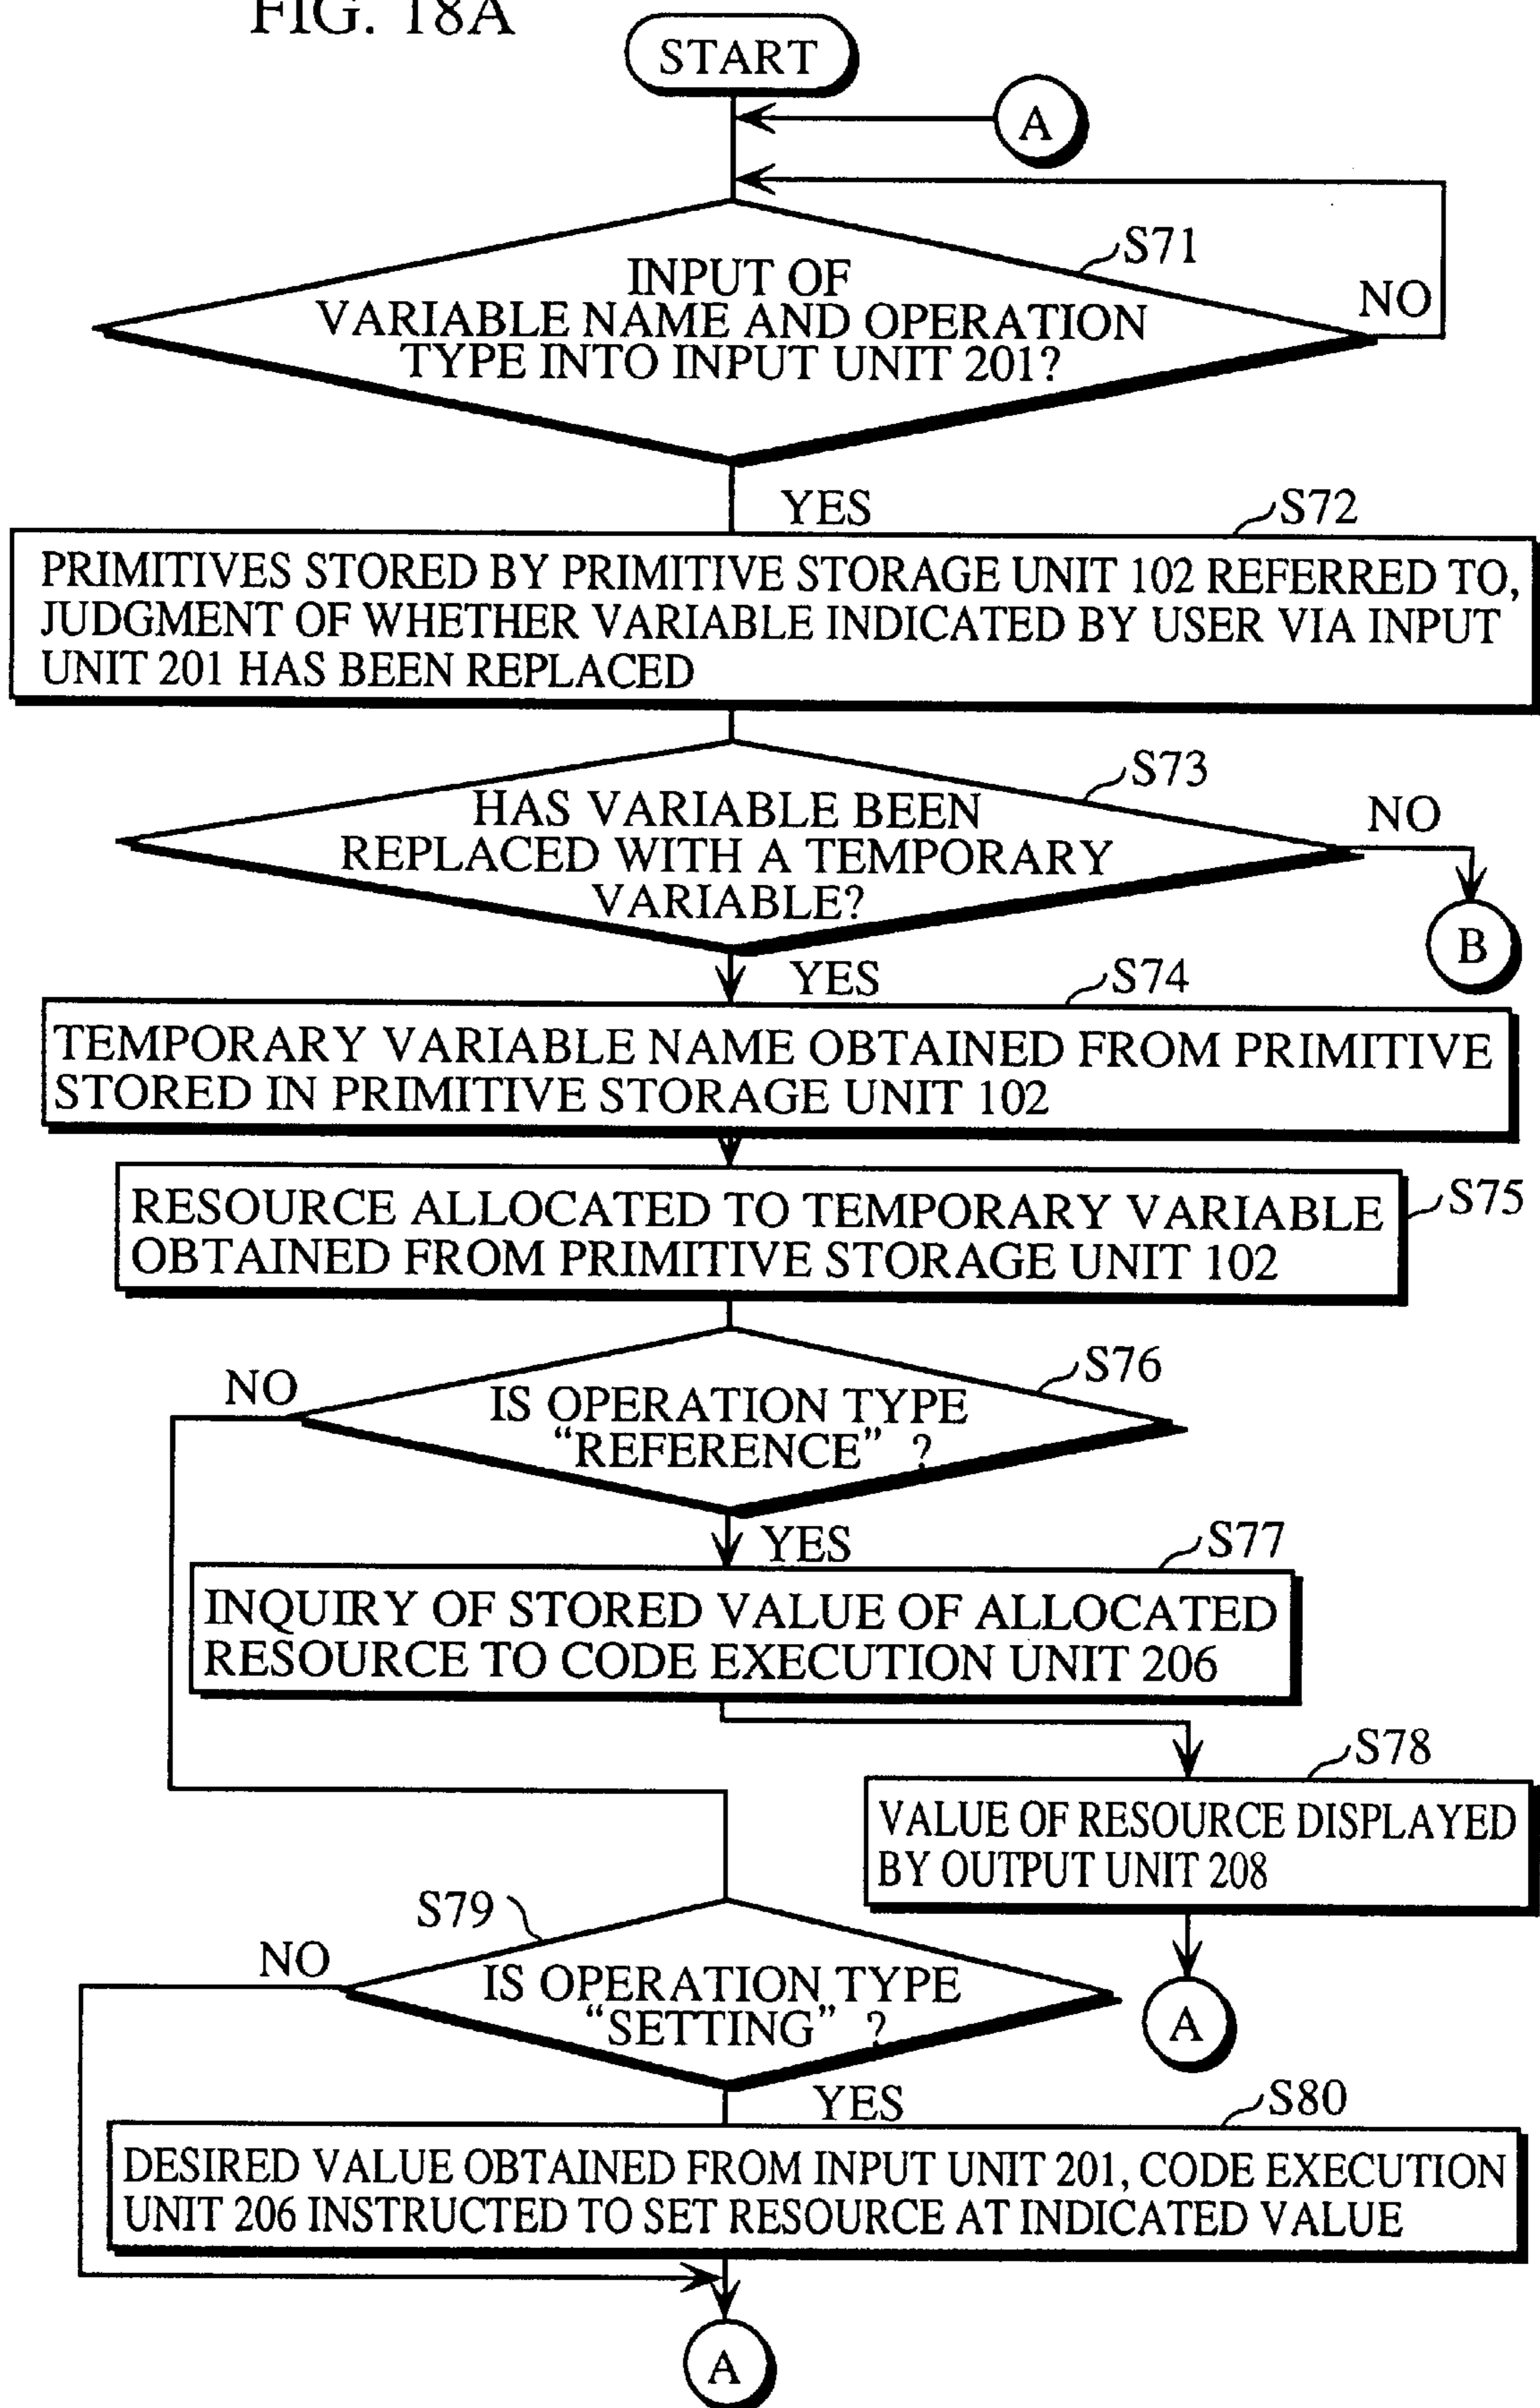 FIG. 18A
START
A
S71
INPUT OF
VARIABLE NAME AND OPERATION
TYPE INTO INPUT UNIT 201?
NO
YES
S72
PRIMITIVES STORED BY PRIMITIVE STORAGE UNIT 102 REFERRED TO,
JUDGMENT OF WHETHER VARIABLE INDICATED BY USER VIA INPUT
UNIT 201 HAS BEEN REPLACED
S73
HAS VARIABLE BEEN
REPLACED WITH A TEMPORARY
VARIABLE?
NO
B
YES
S74
TEMPORARY VARIABLE NAME OBTAINED FROM PRIMITIVE
STORED IN PRIMITIVE STORAGE UNIT 102
S75
RESOURCE ALLOCATED TO TEMPORARY VARIABLE
OBTAINED FROM PRIMITIVE STORAGE UNIT 102
S76
NO
IS OPERATION TYPE
“REFERENCE” ?
YES
S77
INQUIRY OF STORED VALUE OF ALLOCATED
RESOURCE TO CODE EXECUTION UNIT 206
S78
VALUE OF RESOURCE DISPLAYED
BY OUTPUT UNIT 208
A
S79
NO
IS OPERATION TYPE
“SETTING” ?
YES
S80
DESIRED VALUE OBTAINED FROM INPUT UNIT 201, CODE EXECUTION
UNIT 206 INSTRUCTED TO SET RESOURCE AT INDICATED VALUE
A